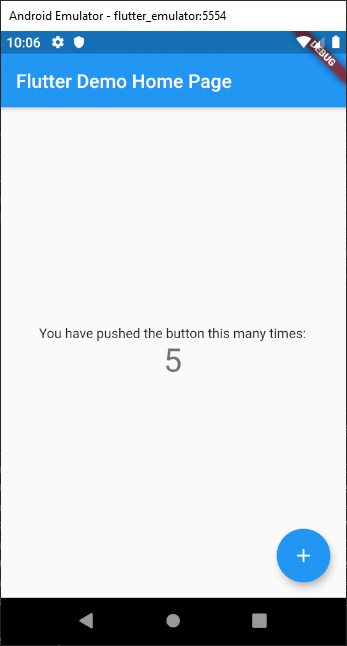 Android Emulator - flutter_emulator:5554
10:06
DEBUG
Flutter Demo Home Page
You have pushed the button this many times:
5